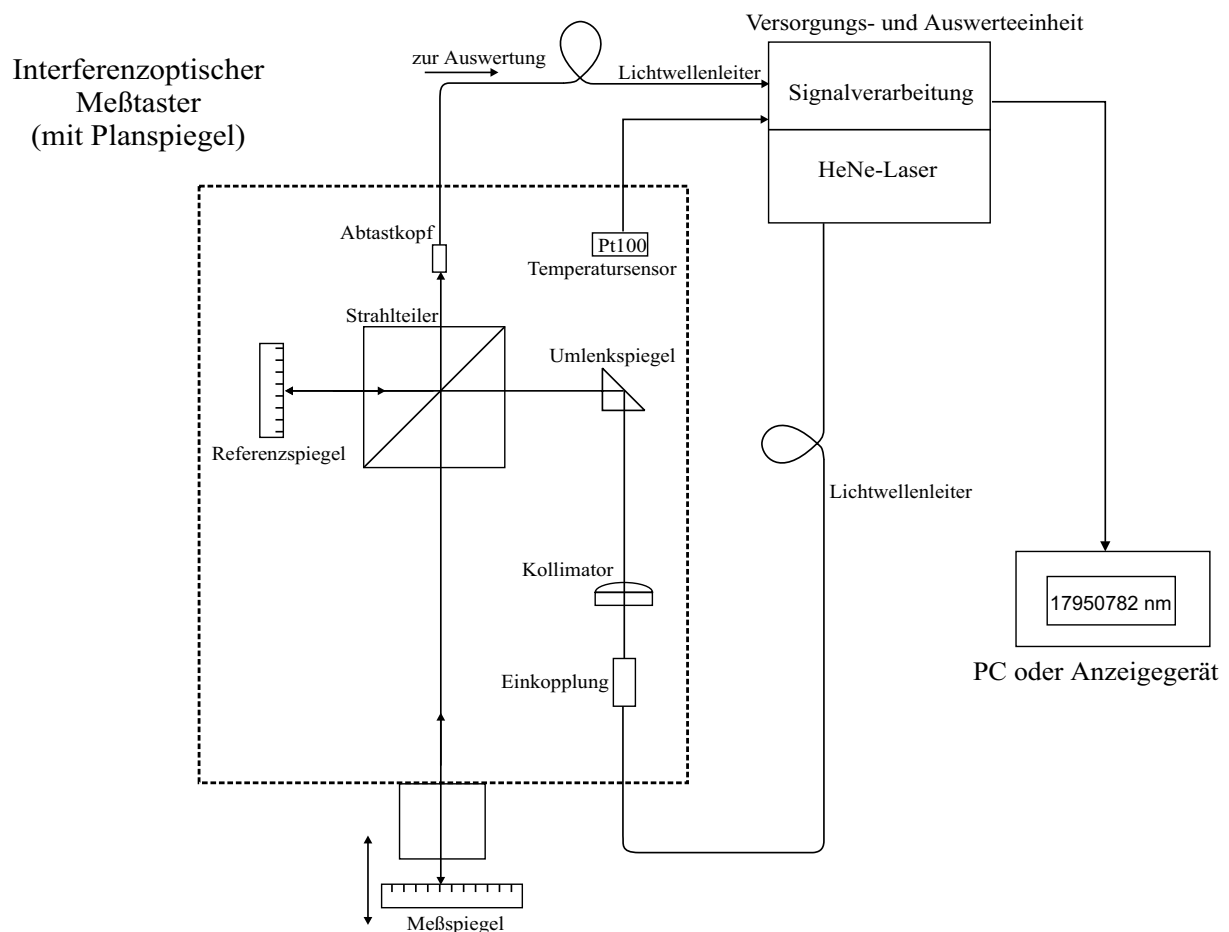 Versorgungs- und Auswerteeinheit
Interferenzoptischer
Meßtaster
(mit Planspiegel)
zur Auswertung
Lichtwellenleiter
Signalverarbeitung
HeNe-Laser
Abtastkopf
Pt100
Temperatursensor
Strahlteiler
Umlenkspiegel
Referenzspiegel
Lichtwellenleiter
Kollimator
17950782 nm
Einkopplung
PC oder Anzeigegerät
Meßspiegel